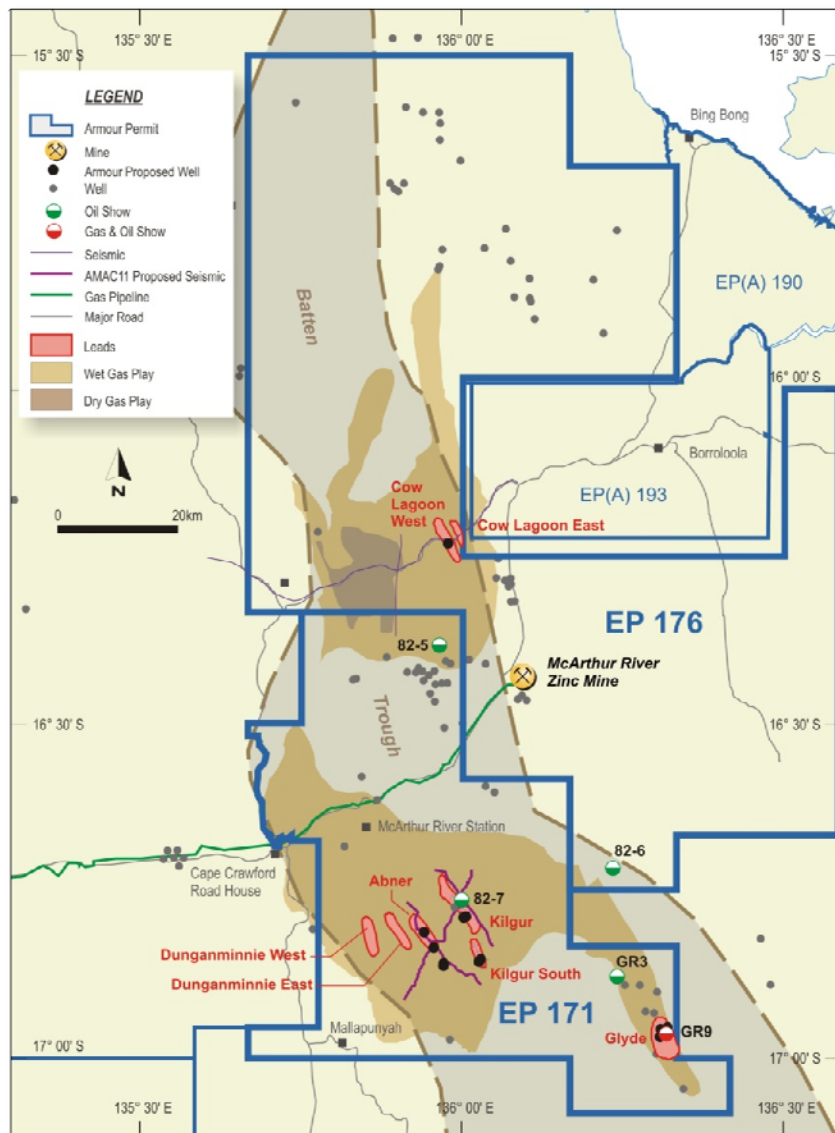 135° 30' E
136° 00' E
136° 30' E
15° 30' S
15° 30' S
LEGEND
Armour Permit
Mine
Armour Proposed Well
Well
Oil Show
Gas & Oil Show
Seismic
AMAC11 Proposed Seismic
Gas Pipeline
Major Road
Leads
Wet Gas Play
Dry Gas Play
N
0
20km
Bing Bong
EP(A) 190
Batten
16° 00' S
16° 00' S
Borroloola
EP(A) 193
Cow
Lagoon
West
Cow Lagoon East
EP 176
82-5
McArthur River
Zinc Mine
16° 30' S
16° 30' S
Trough
McArthur River Station
Cape Crawford
Road House
82-6
Abner
82-7
Kilgur
Dunganminnie West
Dunganminnie East
Kilgur South
GR3
EP 171
Glyde
GR9
Mallapunyah
17° 00' S
17° 00' S
135° 30' E
136° 00' E
136° 30' E